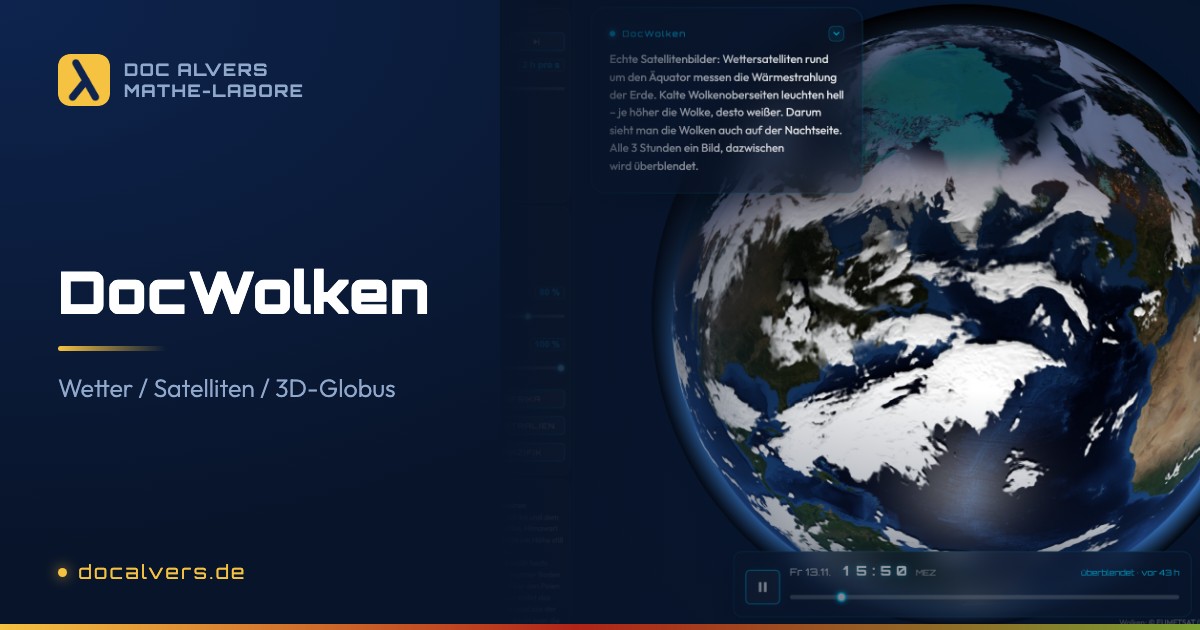 DOC ALVERS
MATHE-LABORE
DocWolken
Wetter / Satelliten / 3D-Globus
docalvers.de
DocWolken
Echte Satellitenbilder: Wettersatelliten rund
um den Äquator messen die Wärmestrahlung
der Erde. Kalte Wolkenoberseiten leuchten hell
– je höher die Wolke, desto weißer. Darum
sieht man die Wolken auch auf der Nachtseite.
Alle 3 Stunden ein Bild, dazwischen
wird überblendet.
Fr 13.11. 15:50 MEZ
überblendet · vor 43 h
Wolken: © EUMETSAT